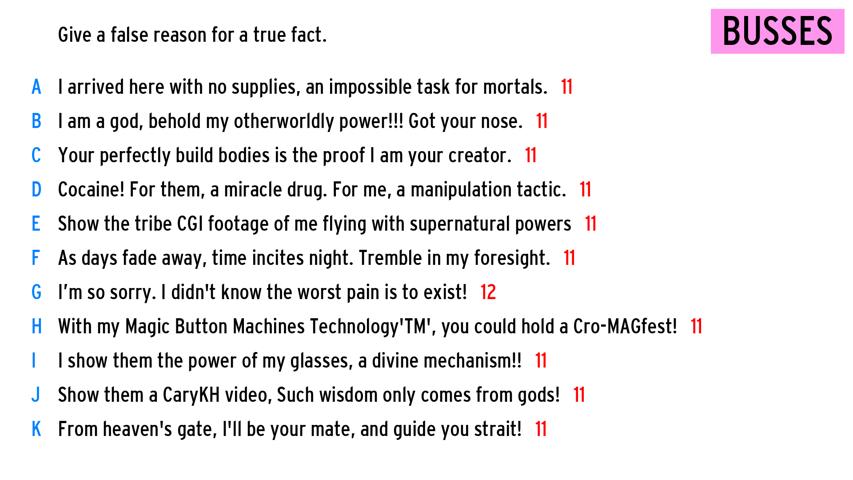 BUSSES
Give a false reason for a true fact.
A I arrived here with no supplies, an impossible task for mortals. 11
B I am a god, behold my otherworldly power!!! Got your nose. 11
C Your perfectly build bodies is the proof I am your creator. 11
D Cocaine! For them, a miracle drug. For me, a manipulation tactic. 11
E Show the tribe CGI footage of me flying with supernatural powers 11
F As days fade away, time incites night. Tremble in my foresight. 11
G I'm so sorry. I didn't know the worst pain is to exist! 12
H With my Magic Button Machines Technology'TM', you could hold a Cro-MAGfest! 11
I I show them the power of my glasses, a divine mechanism!! 11
J Show them a CaryKH video, Such wisdom only comes from gods! 11
K From heaven's gate, I'll be your mate, and guide you strait! 11